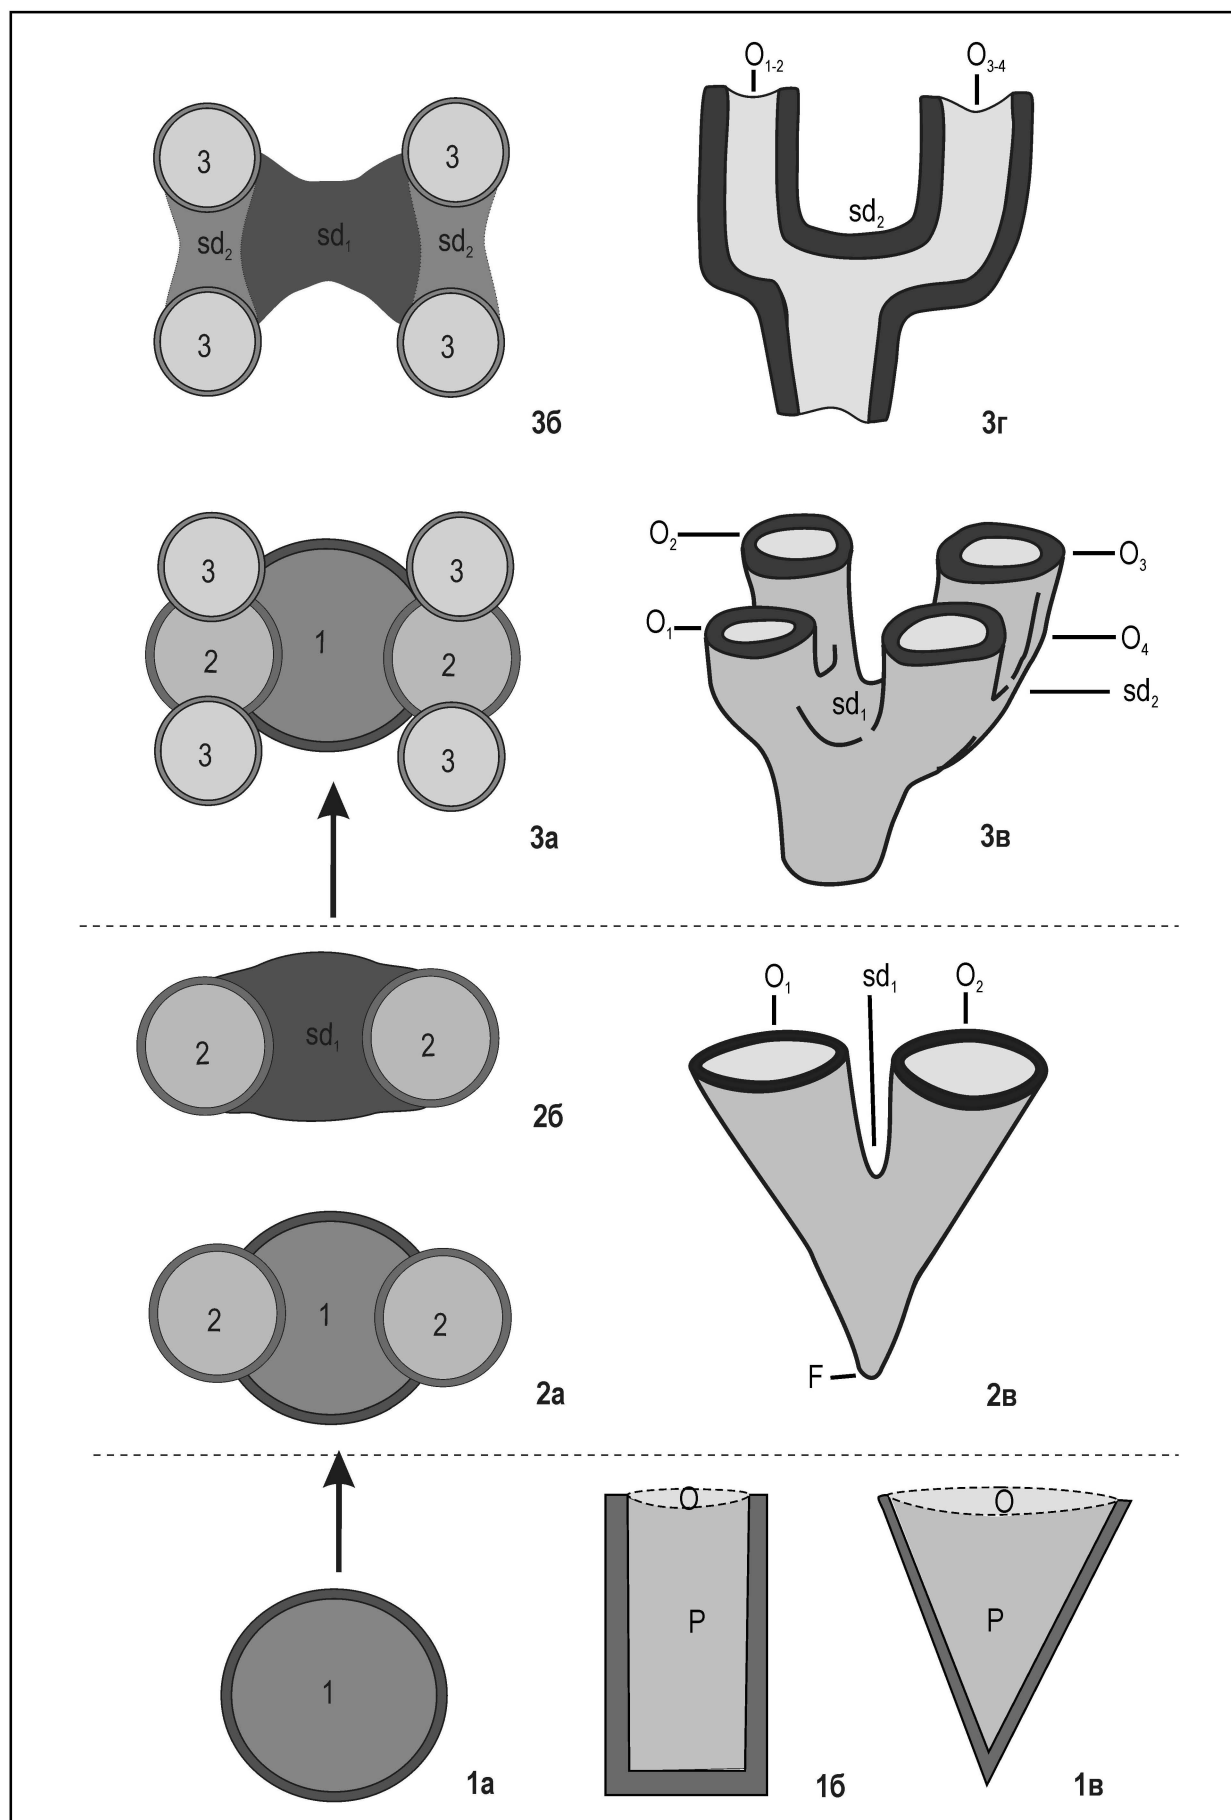 O₁₋₂ O₃₋₄
3 3
sd₂ sd₁ sd₂ sd₂
3 3
3б 3г
O₂ O₃
3 3
O₁ O₄
2 1 2
sd₁ sd₂
3 3
3а 3в
O₁ sd₁ O₂
2 sd₁ 2
2б
2 1 2
F
2а 2в
O O
P P
1
1а 1б 1в